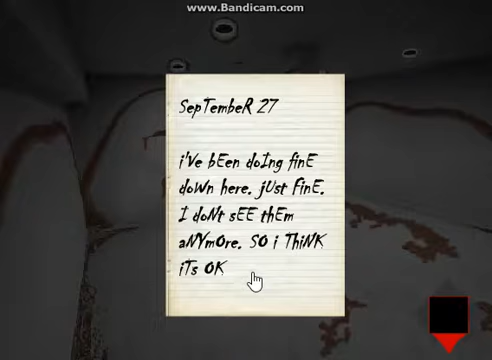 www.Bandicam.com
SepTembeR 27
i'Ve bEen doIng finE
doWn here. jUst FinE.
I doNt sEE thEm
aNYmOre. SO i ThiNK
iTs OK